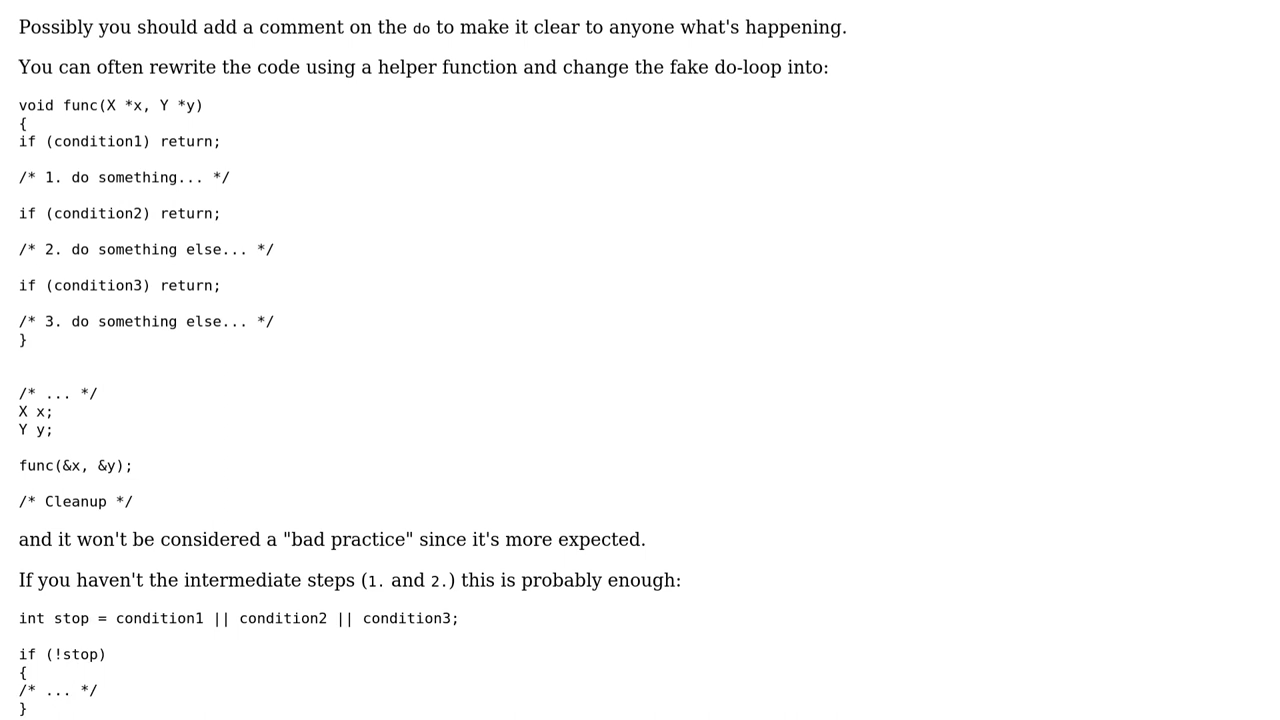 Possibly you should add a comment on the do to make it clear to anyone what's happening.
You can often rewrite the code using a helper function and change the fake do-loop into:
void func(X *x, Y *y)
{
if (condition1) return;
/* 1. do something... */
if (condition2) return;
/* 2. do something else... */
if (condition3) return;
/* 3. do something else... */
}
/* ... */
X x;
Y y;
func(&x, &y);
/* Cleanup */
and it won't be considered a "bad practice" since it's more expected.
If you haven't the intermediate steps (1. and 2.) this is probably enough:
int stop = condition1 || condition2 || condition3;
if (!stop)
{
/* ... */
}